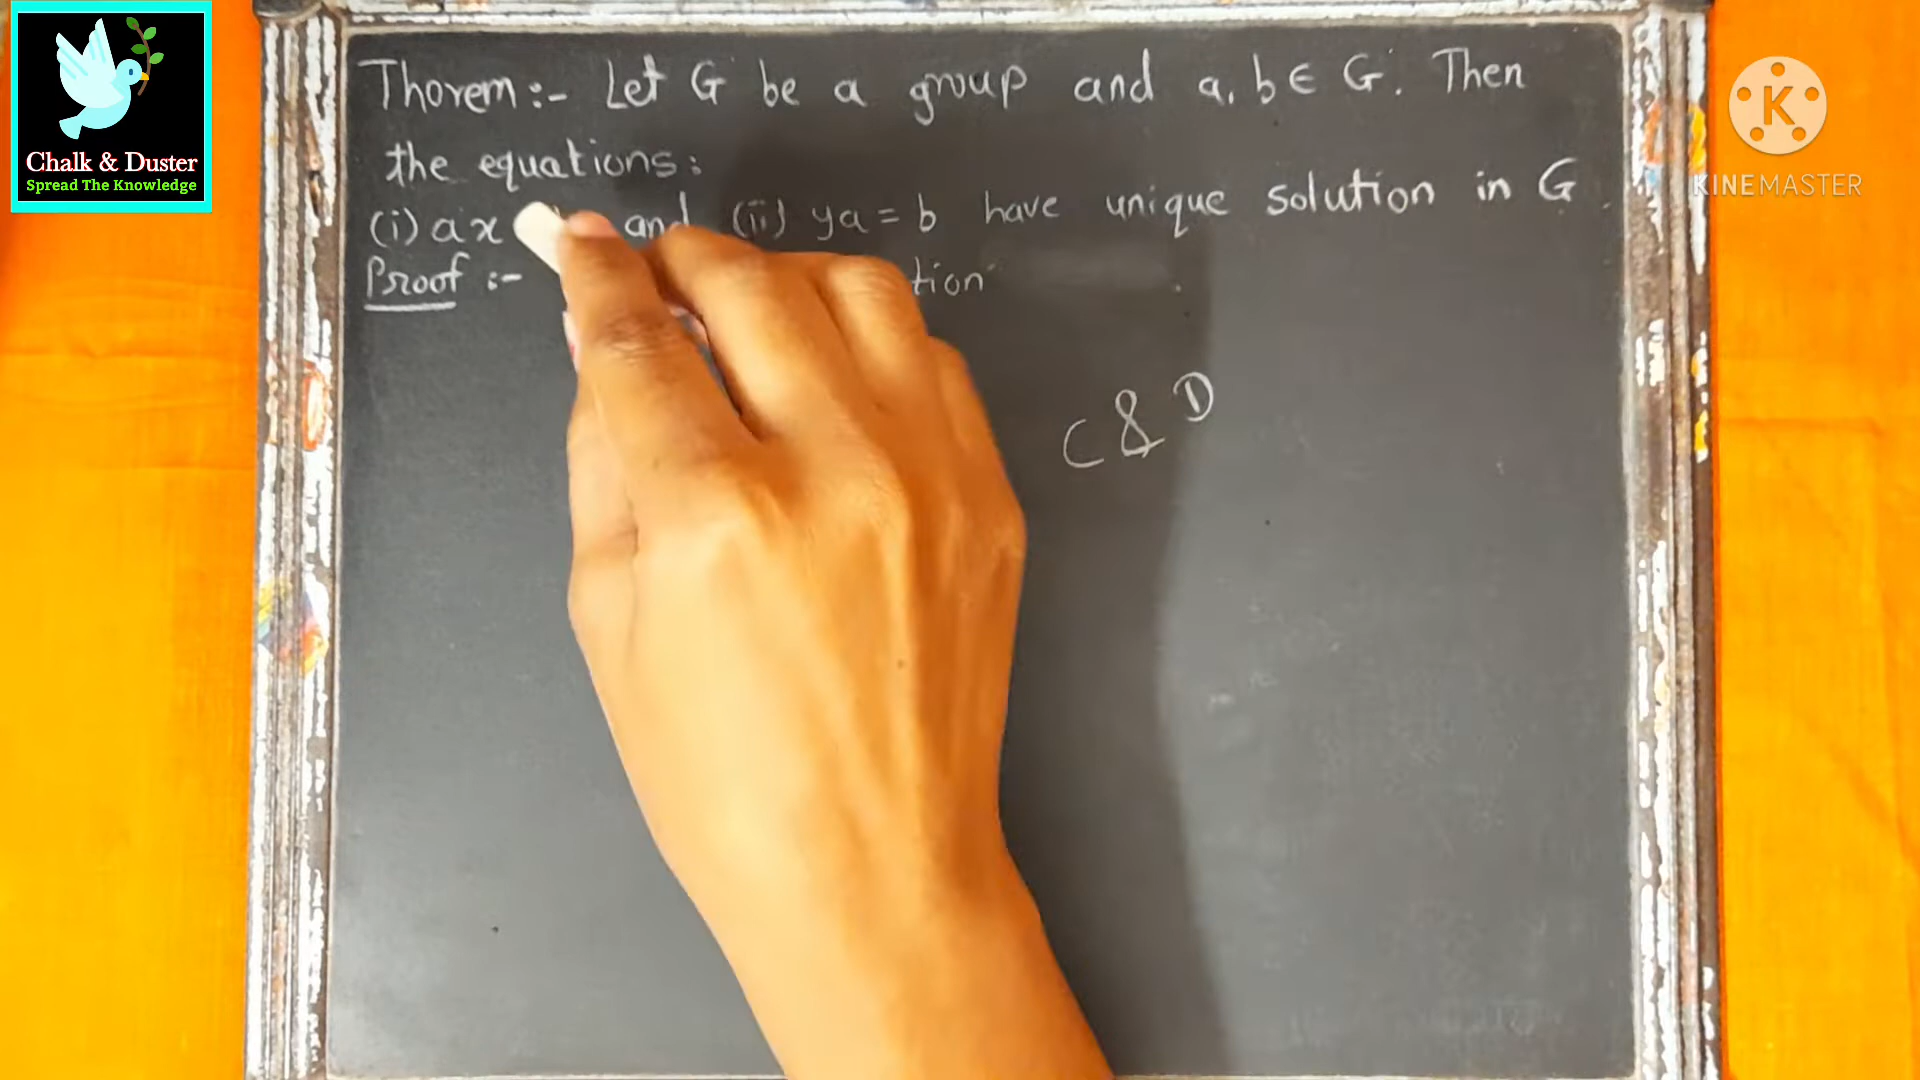 Chalk & Duster
Spread The Knowledge
K
KINEMASTER
Thorem:- Let G be a group and a, b ∈ G. Then
the equations:
(i) ax and (ii) ya = b have unique solution in G.
Proof :- tion
C & D